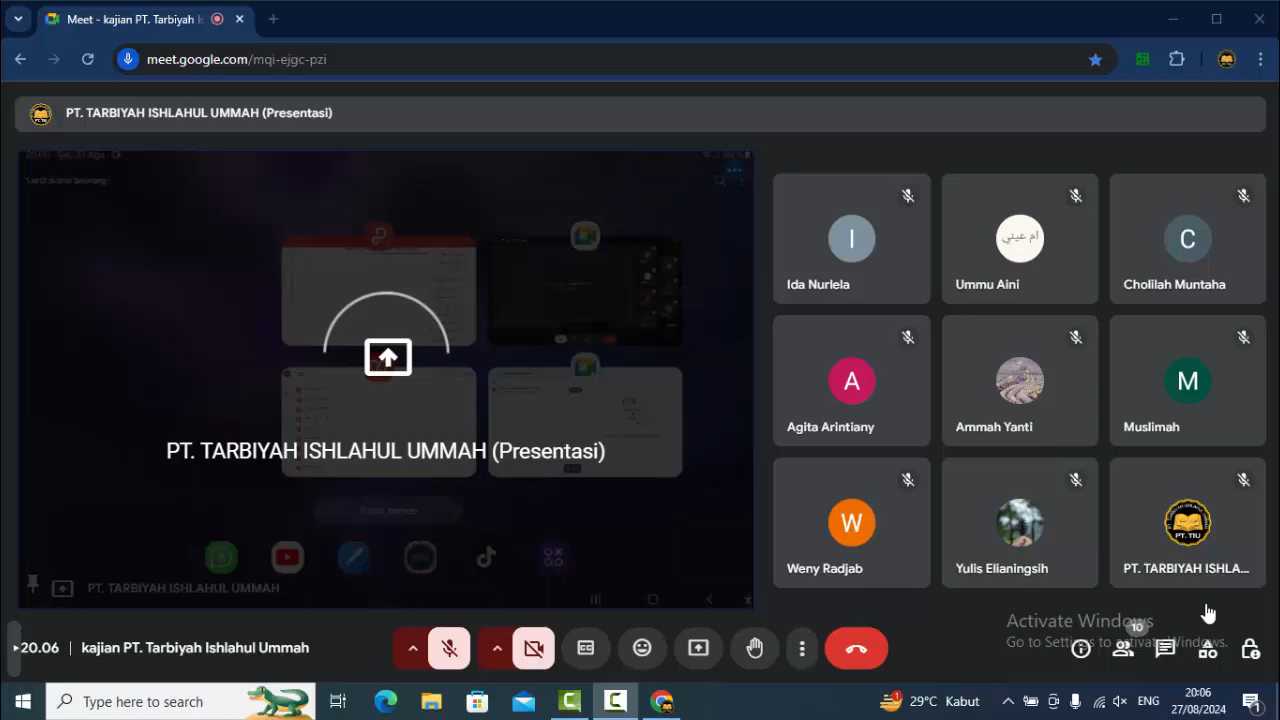 Meet - kajian PT. Tarbiyah Is
meet.google.com/mqi-ejgc-pzi
PT. TARBIYAH ISHLAHUL UMMAH (Presentasi)
I
ام عيني
C
Ida Nurlela
Ummu Aini
Cholilah Muntaha
A
M
Agita Arintiany
Ammah Yanti
Muslimah
PT. TARBIYAH ISHLAHUL UMMAH (Presentasi)
W
PT. TIU
Weny Radjab
Yulis Elianingsih
PT. TARBIYAH ISHLA...
PT. TARBIYAH ISHLAHUL UMMAH
Activate Windows
Go to Settings to activate Windows.
10
20.06 | kajian PT. Tarbiyah Ishlahul Ummah
Type here to search
29°C Kabut
ENG
20:06
27/08/2024